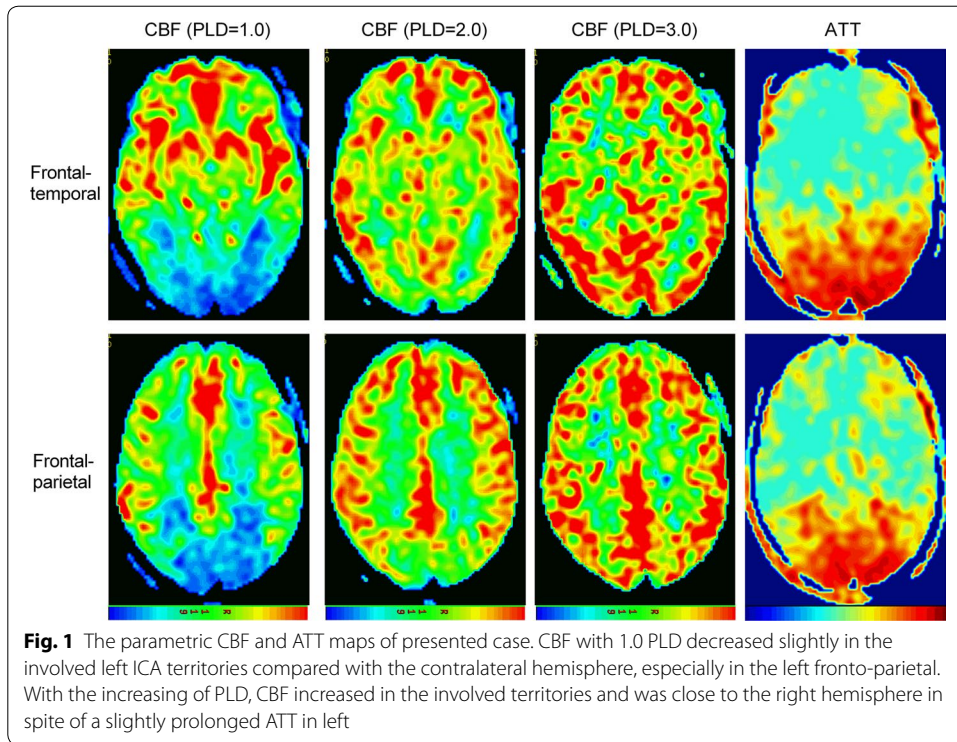 CBF (PLD=1.0) CBF (PLD=2.0) CBF (PLD=3.0) ATT
Frontal-
temporal
Frontal-
parietal
Fig. 1 The parametric CBF and ATT maps of presented case. CBF with 1.0 PLD decreased slightly in the
involved left ICA territories compared with the contralateral hemisphere, especially in the left fronto-parietal.
With the increasing of PLD, CBF increased in the involved territories and was close to the right hemisphere in
spite of a slightly prolonged ATT in left